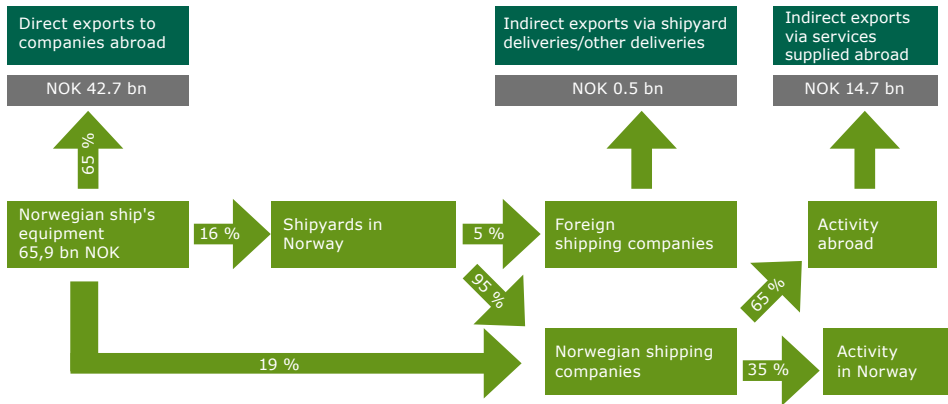 Direct exports to
companies abroad
Indirect exports via shipyard
deliveries/other deliveries
Indirect exports
via services
supplied abroad
NOK 42.7 bn
NOK 0.5 bn
NOK 14.7 bn
65 %
Norwegian ship's
equipment
65,9 bn NOK
16 %
Shipyards in
Norway
5 %
Foreign
shipping companies
Activity
abroad
95 %
65 %
19 %
Norwegian shipping
companies
35 %
Activity
in Norway